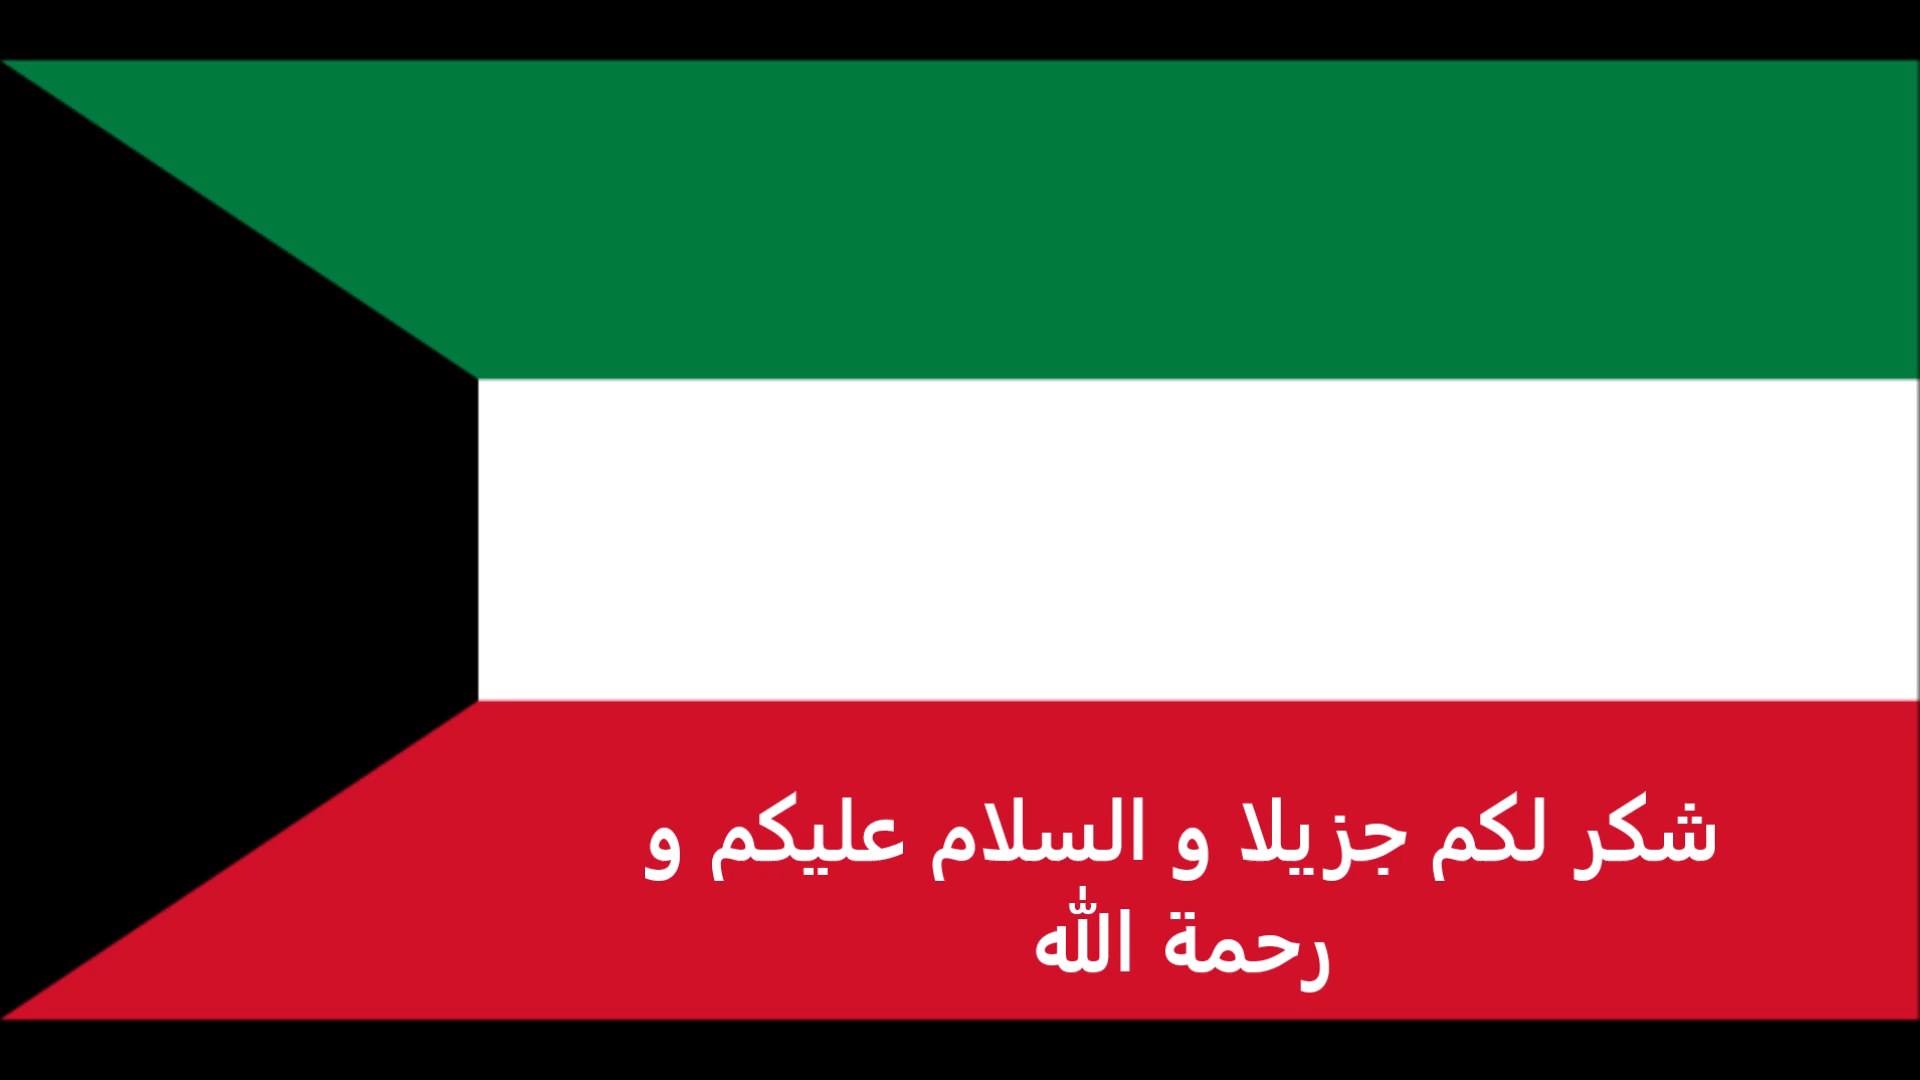 شكر لكم جزيلا و السلام عليكم و
رحمة الله